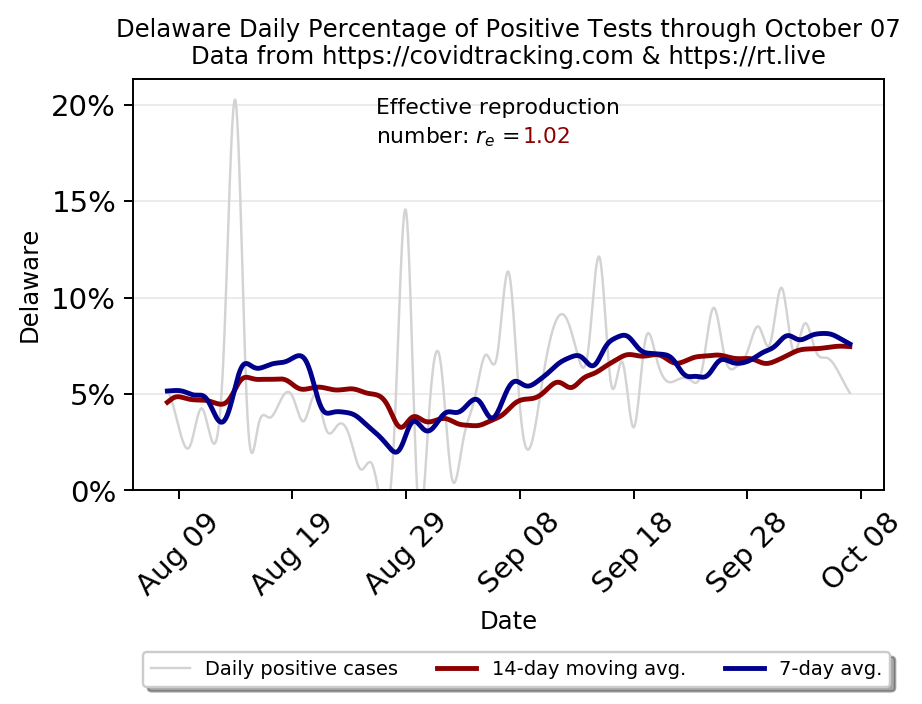 Delaware Daily Percentage of Positive Tests through October 07
Data from https://covidtracking.com & https://rt.live
Effective reproduction
number: rₑ =1.02
20%
15%
10%
5%
0%
Delaware
Aug 09
Aug 19
Aug 29
Sep 08
Sep 18
Sep 28
Oct 08
Date
Daily positive cases
14-day moving avg.
7-day avg.